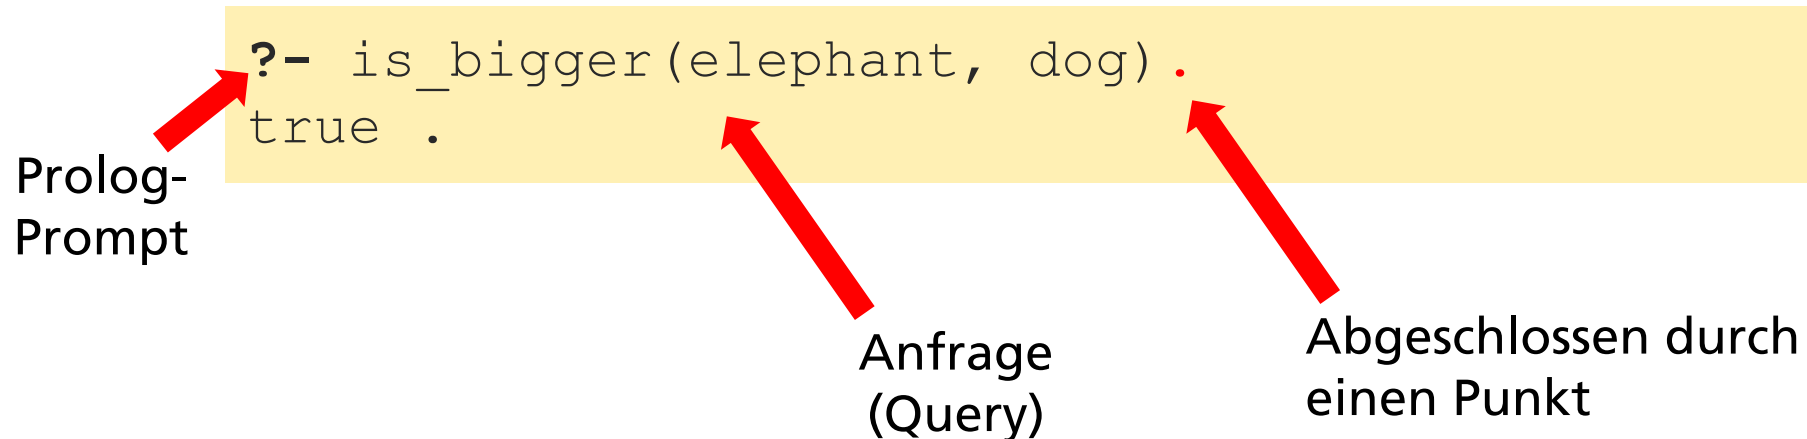 ?- is_bigger(elephant, dog).
true .
Prolog-
Prompt
Anfrage
(Query)
Abgeschlossen durch
einen Punkt